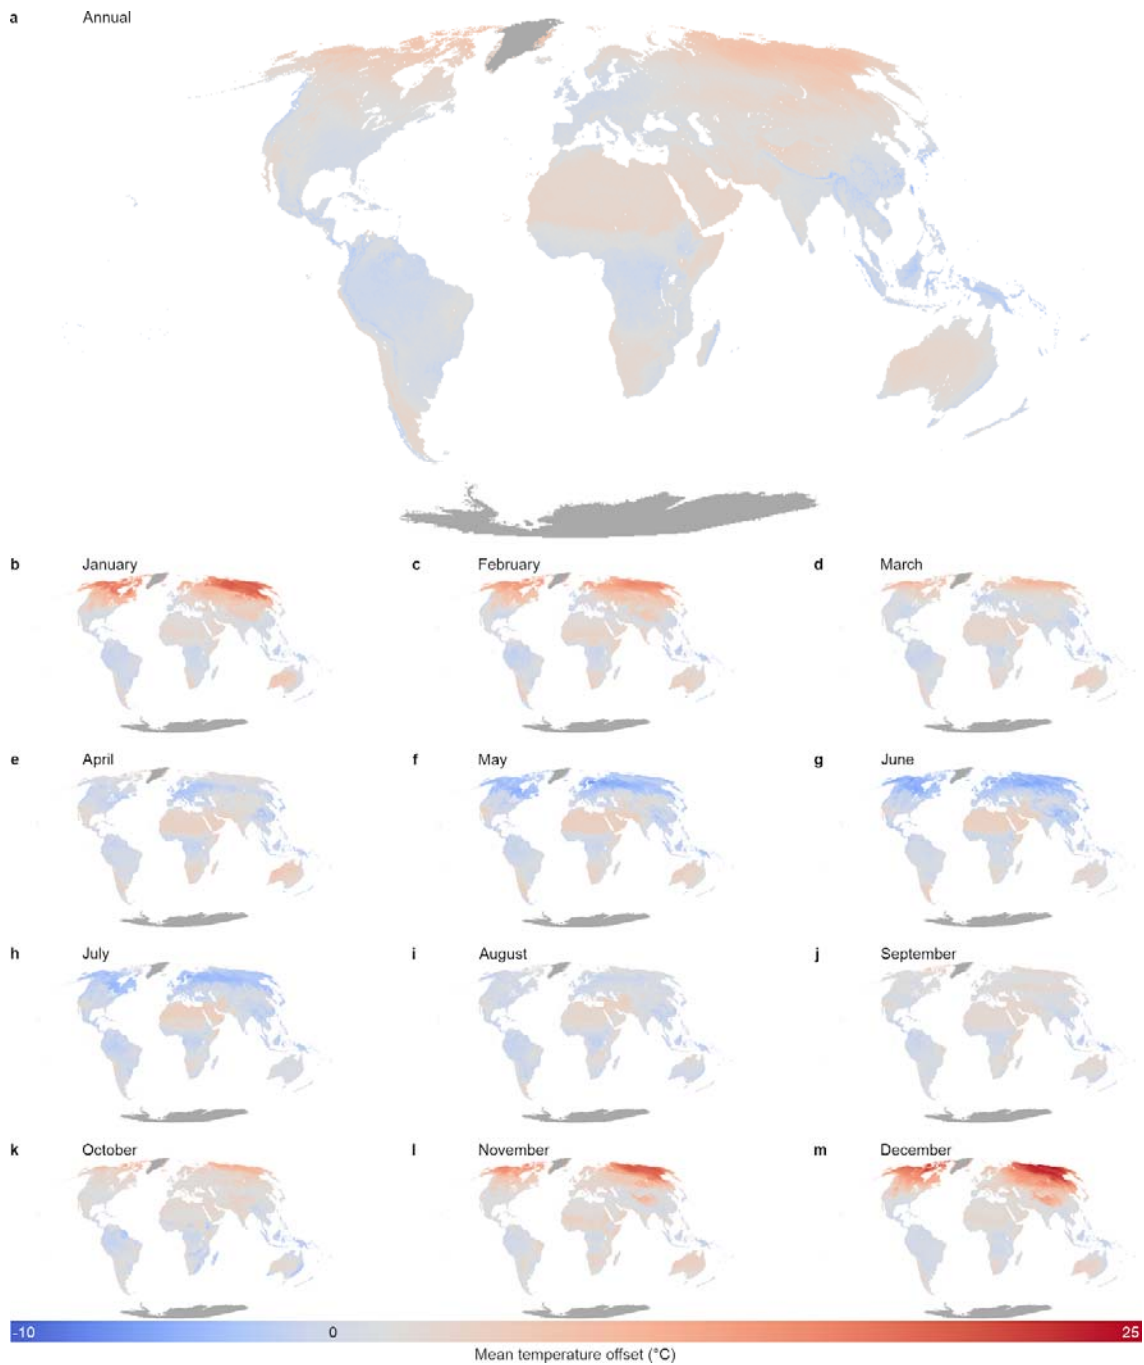 a Annual
b January
c February
d March
e April
f May
g June
h July
i August
j September
k October
l November
m December
-10 0 25
Mean temperature offset (°C)